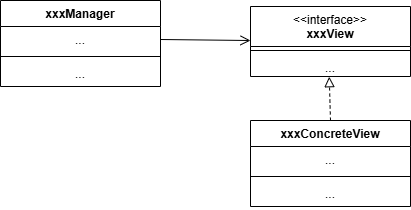 xxxManager
...
...
<<interface>>
xxxView
...
xxxConcreteView
...
...